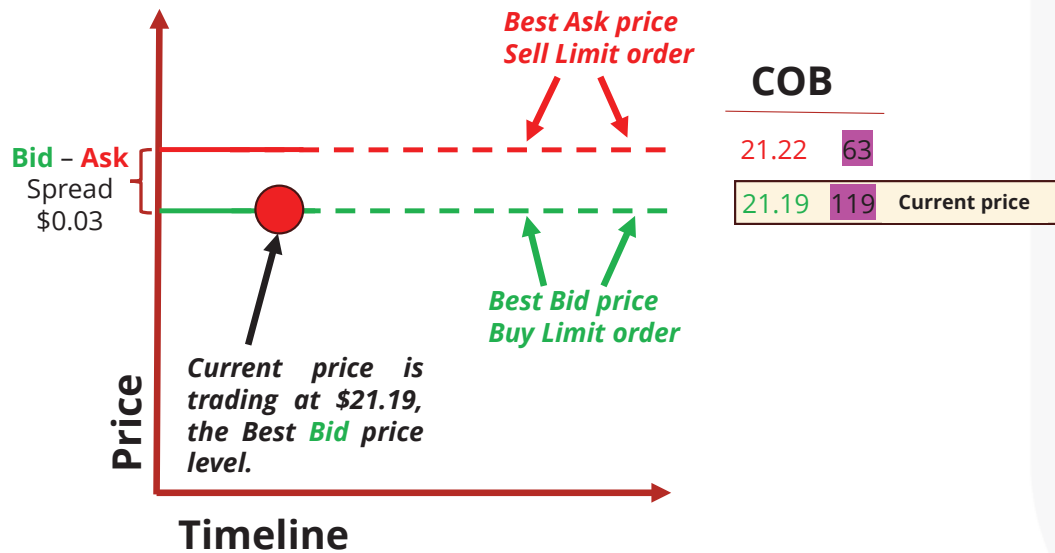 Best Ask price
Sell Limit order
COB
21.22 63
21.19 119 Current price
Bid – Ask
Spread
$0.03
Best Bid price
Buy Limit order
Current price is
trading at $21.19,
the Best Bid price
level.
Price
Timeline